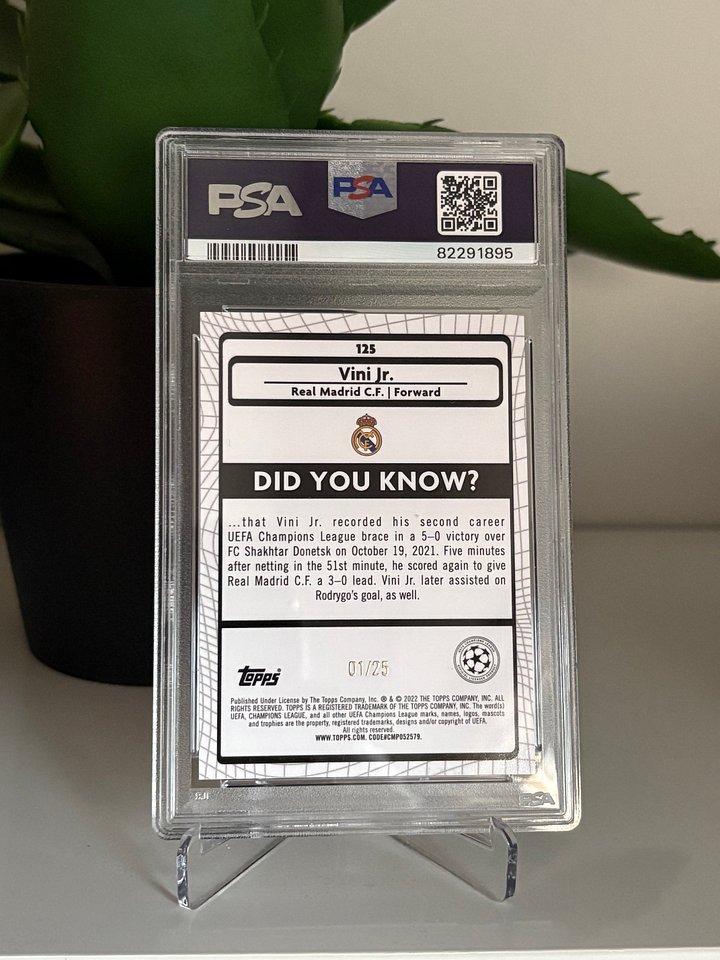 PSA
PSA
82291895
125
Vini Jr.
Real Madrid C.F. | Forward
DID YOU KNOW?
...that Vini Jr. recorded his second career
UEFA Champions League brace in a 5–0 victory over
FC Shakhtar Donetsk on October 19, 2021. Five minutes
after netting in the 51st minute, he scored again to give
Real Madrid C.F. a 3–0 lead. Vini Jr. later assisted on
Rodrygo's goal, as well.
topps
01/25
Published Under License by The Topps Company, Inc. ® & © 2022 THE TOPPS COMPANY, INC. ALL
RIGHTS RESERVED. TOPPS IS A REGISTERED TRADEMARK OF THE TOPPS COMPANY, INC. The word(s)
UEFA, CHAMPIONS LEAGUE, and all other UEFA Champions League marks, names, logos, mascots
and trophies are the property, registered trademarks, designs and/or copyright of UEFA.
All rights reserved.
WWW.TOPPS.COM. CODE#CMP052579.
PSA